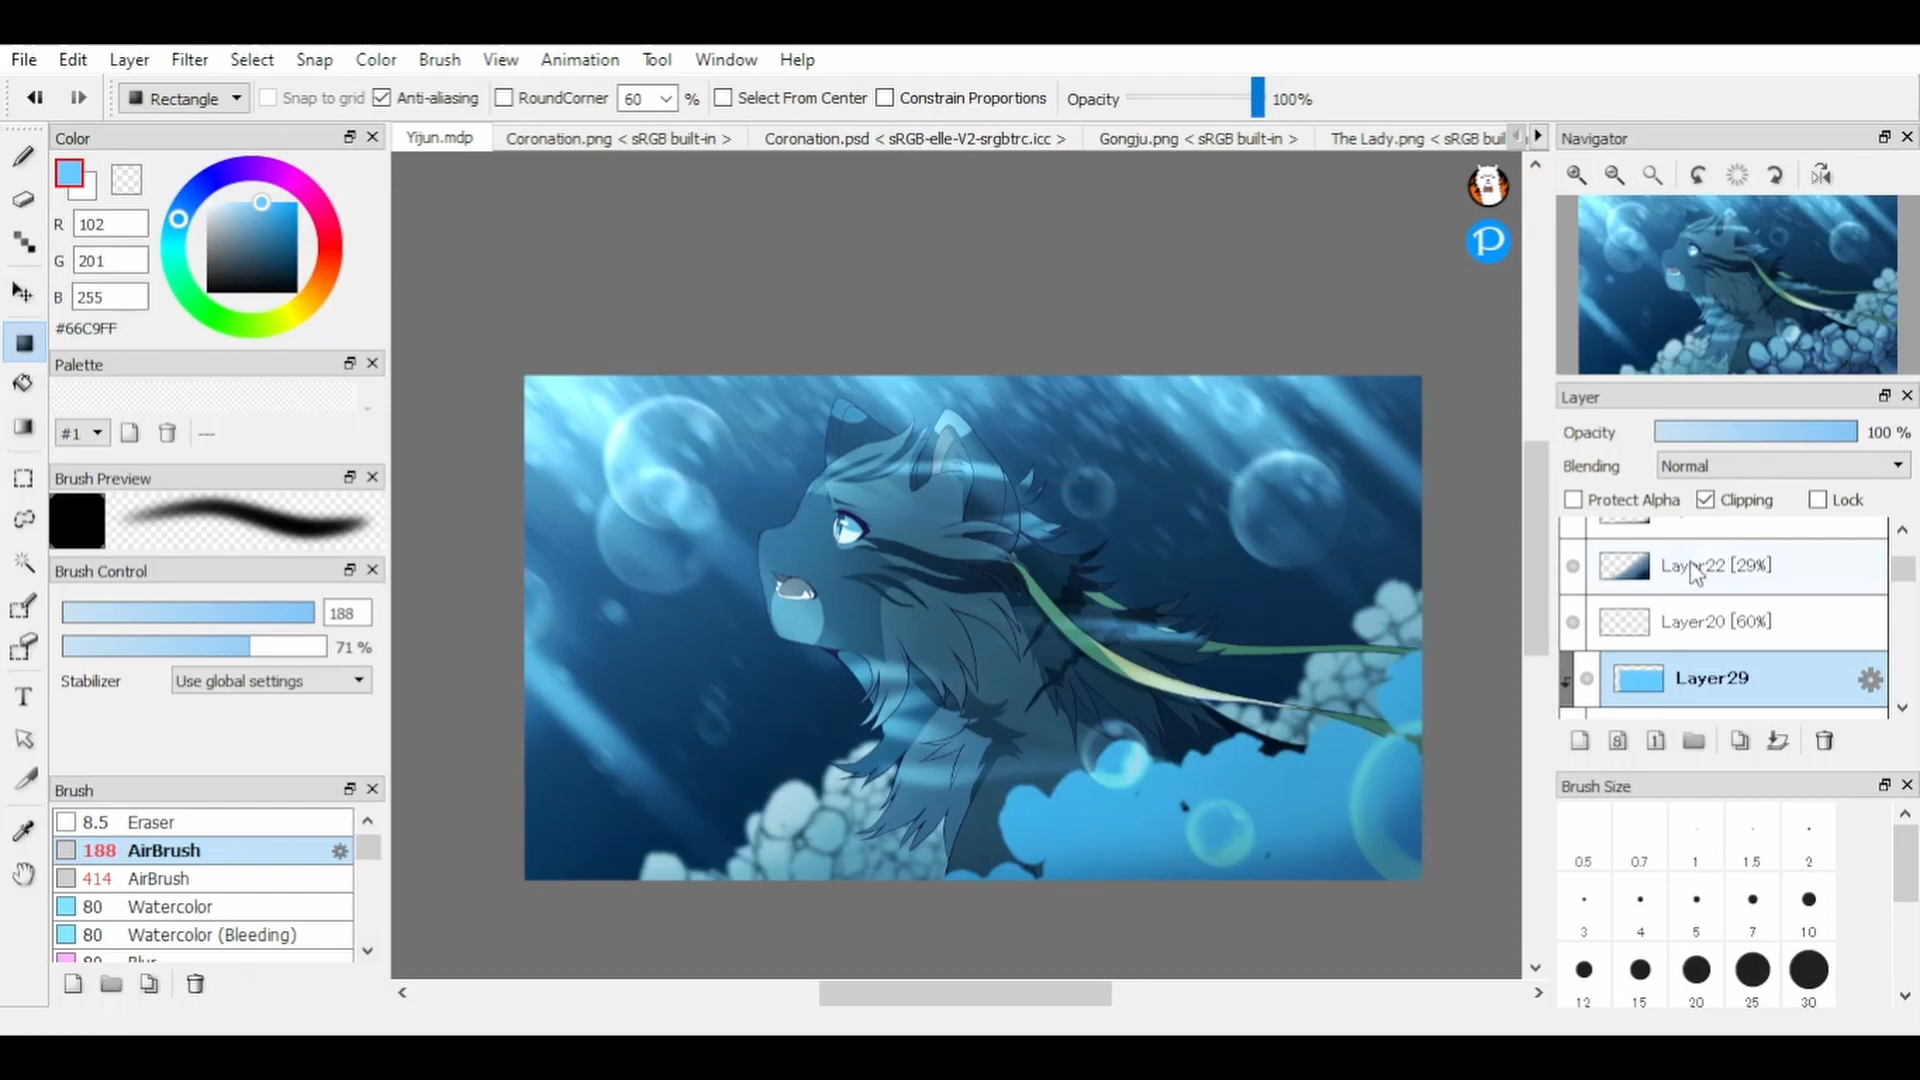 File Edit Layer Filter Select Snap Color Brush View Animation Tool Window Help
Rectangle Snap to grid Anti-aliasing RoundCorner 60 % Select From Center Constrain Proportions Opacity 100%
Color
R 102
G 201
B 255
#66C9FF
Palette
#1
Brush Preview
Brush Control
188
71 %
Stabilizer Use global settings
Brush
8.5 Eraser
188 AirBrush
414 AirBrush
80 Watercolor
80 Watercolor (Bleeding)
Yijun.mdp Coronation.png < sRGB built-in > Coronation.psd < sRGB-elle-V2-srgbtrc.icc > Gongju.png < sRGB built-in > The Lady.png < sRGB buil
Navigator
Layer
Opacity 100 %
Blending Normal
Protect Alpha Clipping Lock
Layer22 [29%]
Layer20 [60%]
Layer29
8 1
Brush Size
0.5 0.7 1 1.5 2
3 4 5 7 10
12 15 20 25 30
T
P